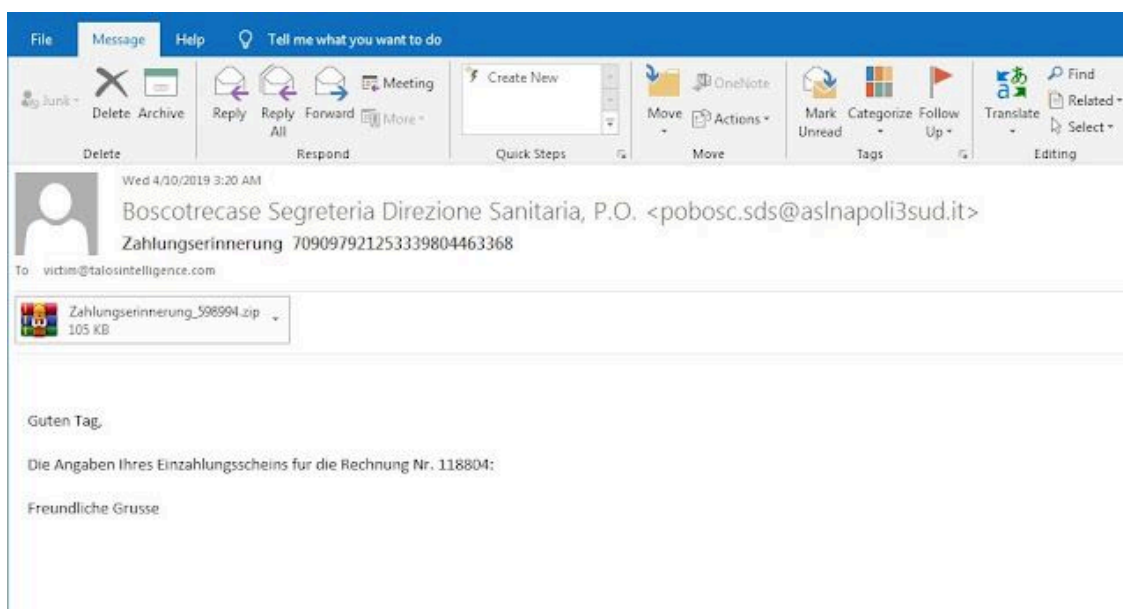 File Message Help Tell me what you want to do
Junk Delete Archive Reply Reply All Forward Meeting More Create New Move OneNote Actions Mark Unread Categorize Follow Up Translate Find Related Select
Delete Respond Quick Steps Move Tags Editing
Wed 4/10/2019 3:20 AM
Boscotrecase Segreteria Direzione Sanitaria, P.O. <pobosc.sds@aslnapoli3sud.it>
Zahlungserinnerung 709097921253339804463368
To victim@talosintelligence.com
Zahlungserinnerung_598994.zip
105 KB
Guten Tag,
Die Angaben Ihres Einzahlungsscheins fur die Rechnung Nr. 118804:
Freundliche Grusse